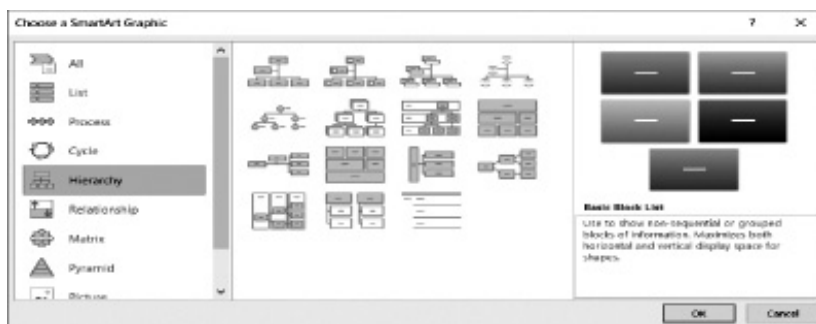 Choose a SmartArt Graphic
?
All
List
Process
Cycle
Hierarchy
Relationship
Matrix
Pyramid
Picture
Basic Block List
Use to show non-sequential or grouped
blocks of information. Maximizes both
horizontal and vertical display space for
shapes.
OK
Cancel